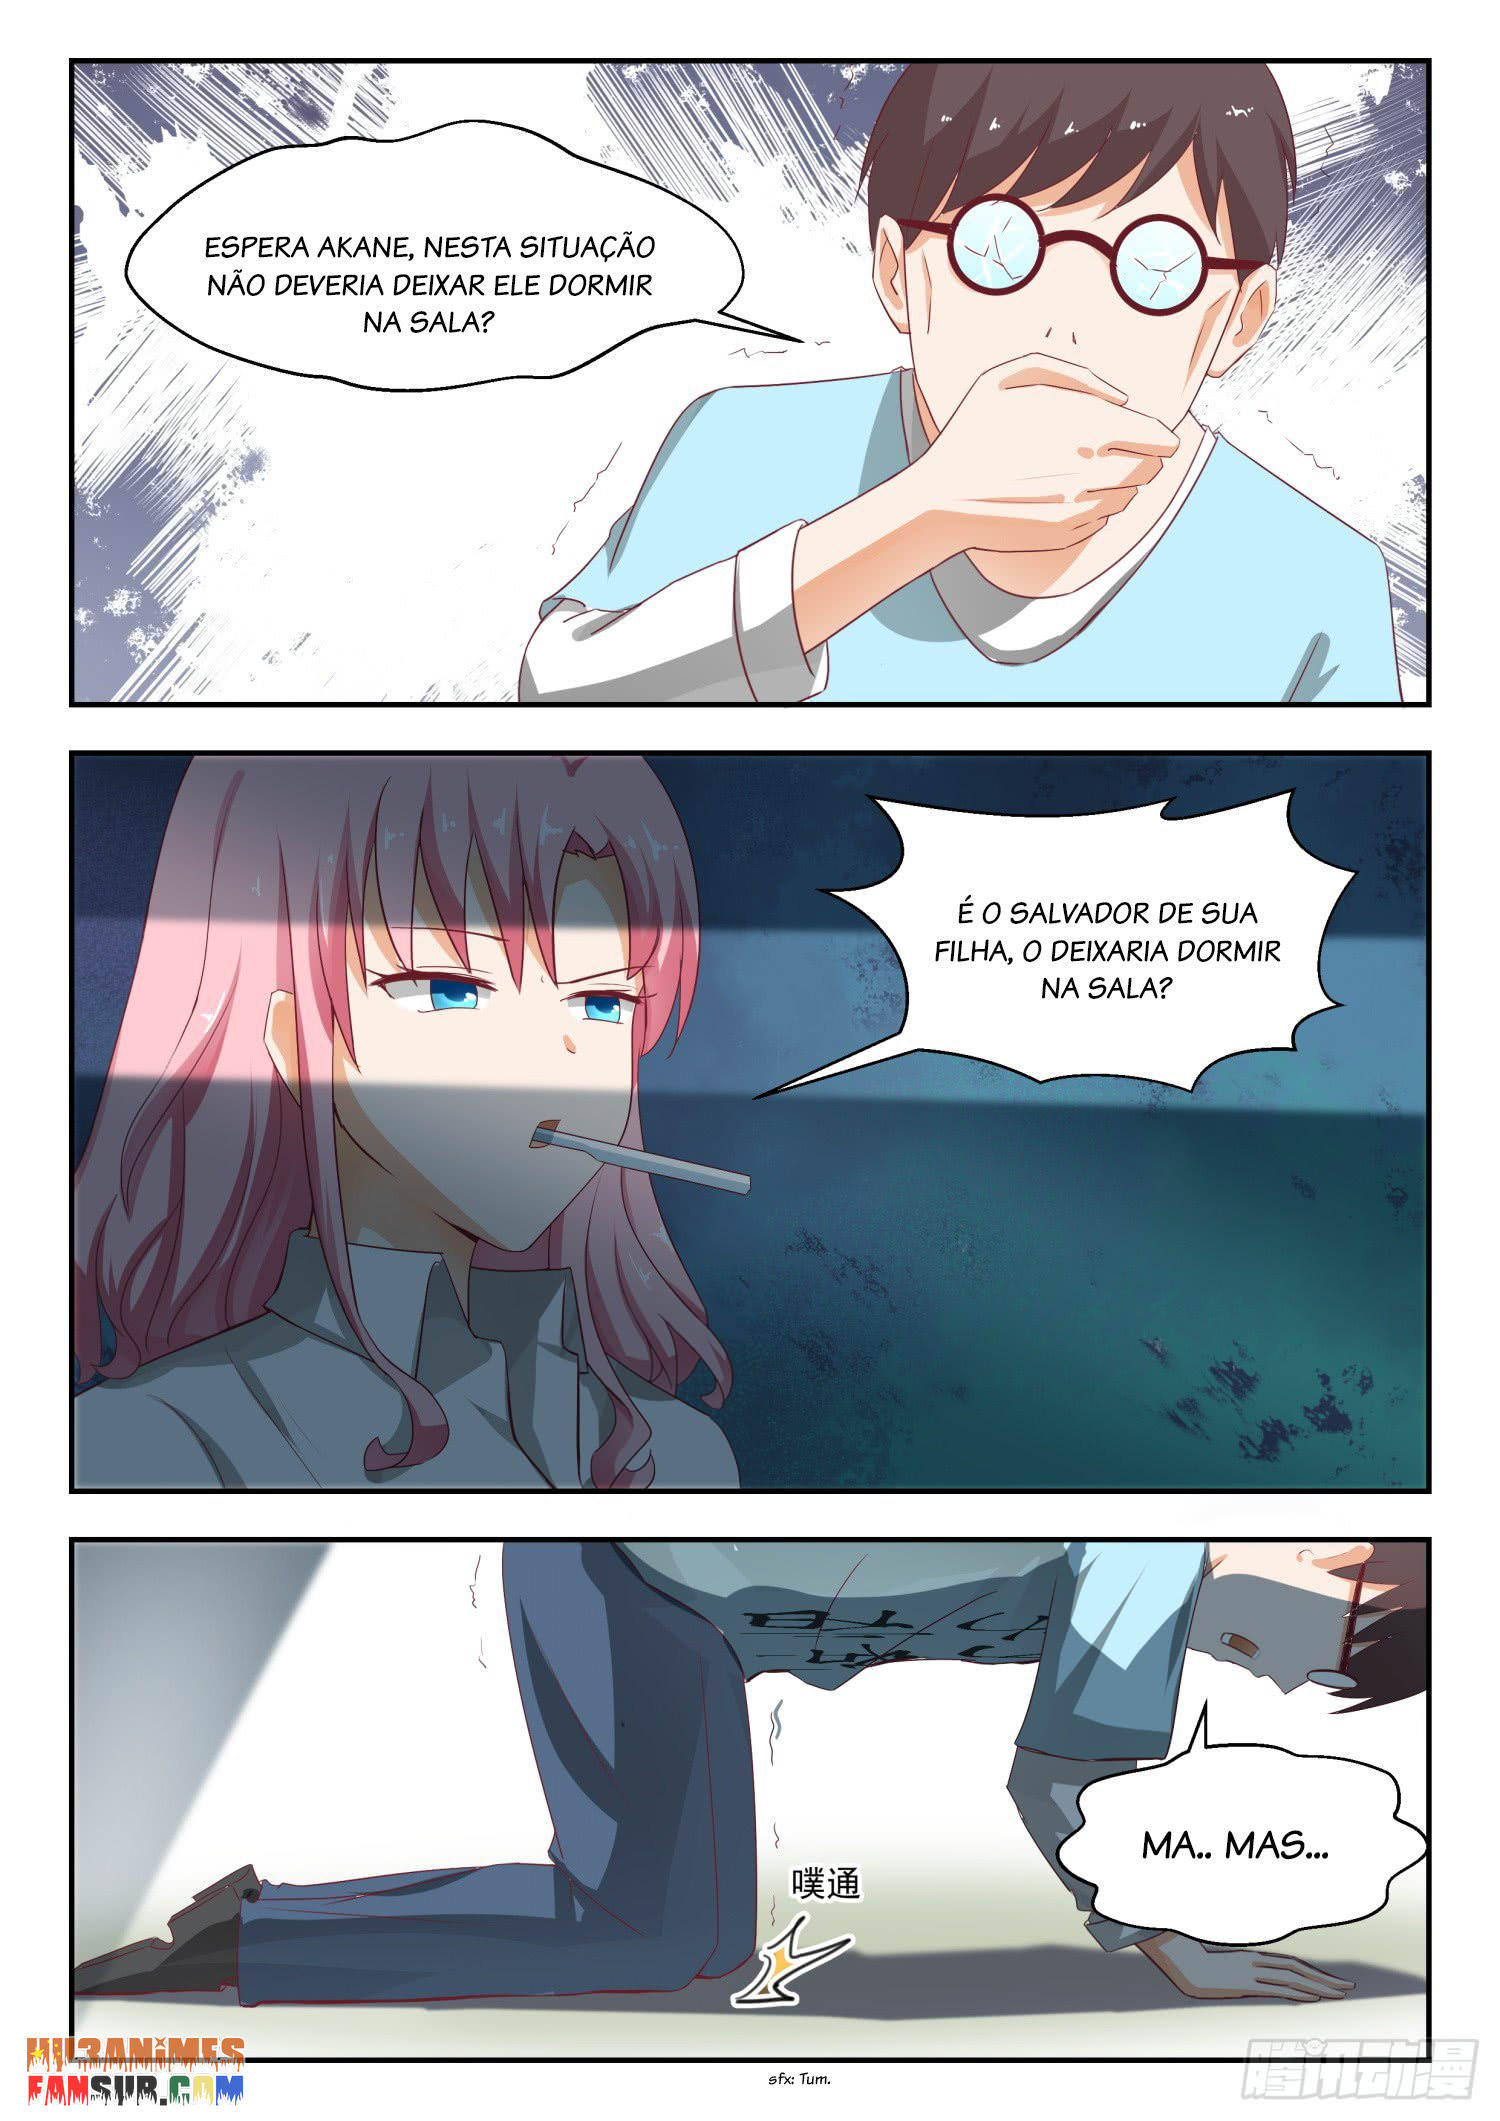 ESPERA AKANE, NESTA SITUAÇÃO
NÃO DEVERIA DEIXAR ELE DORMIR
NA SALA?
É O SALVADOR DE SUA
FILHA, O DEIXARIA DORMIR
NA SALA?
MA.. MAS...
噗通
HU3ANIMES
FANSUB.COM
sfx: Tum.
腾讯动漫